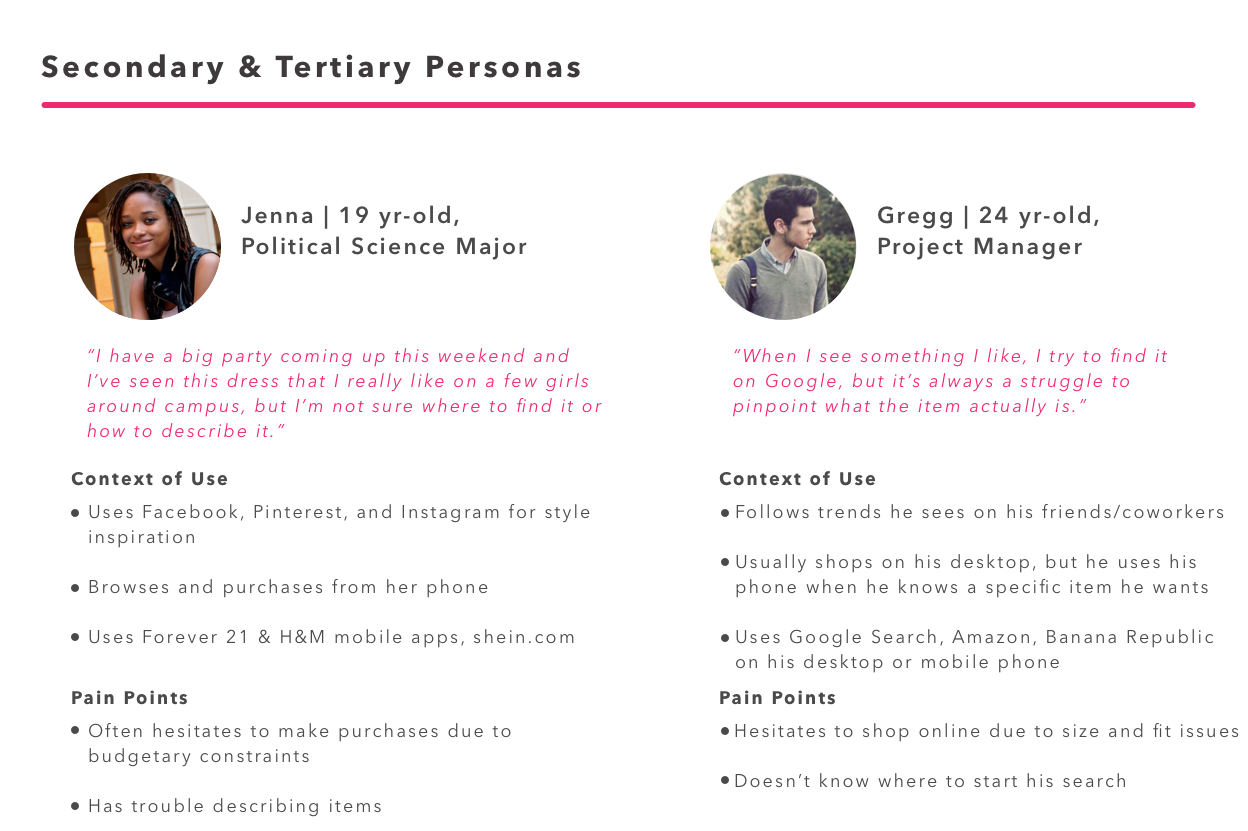 Secondary & Tertiary Personas
Jenna | 19 yr-old,
Political Science Major
“I have a big party coming up this weekend and
I’ve seen this dress that I really like on a few girls
around campus, but I’m not sure where to find it or
how to describe it.”
Context of Use
• Uses Facebook, Pinterest, and Instagram for style
inspiration
• Browses and purchases from her phone
• Uses Forever 21 & H&M mobile apps, shein.com
Pain Points
• Often hesitates to make purchases due to
budgetary constraints
• Has trouble describing items
Gregg | 24 yr-old,
Project Manager
“When I see something I like, I try to find it
on Google, but it’s always a struggle to
pinpoint what the item actually is.”
Context of Use
• Follows trends he sees on his friends/coworkers
• Usually shops on his desktop, but he uses his
phone when he knows a specific item he wants
• Uses Google Search, Amazon, Banana Republic
on his desktop or mobile phone
Pain Points
• Hesitates to shop online due to size and fit issues
• Doesn’t know where to start his search